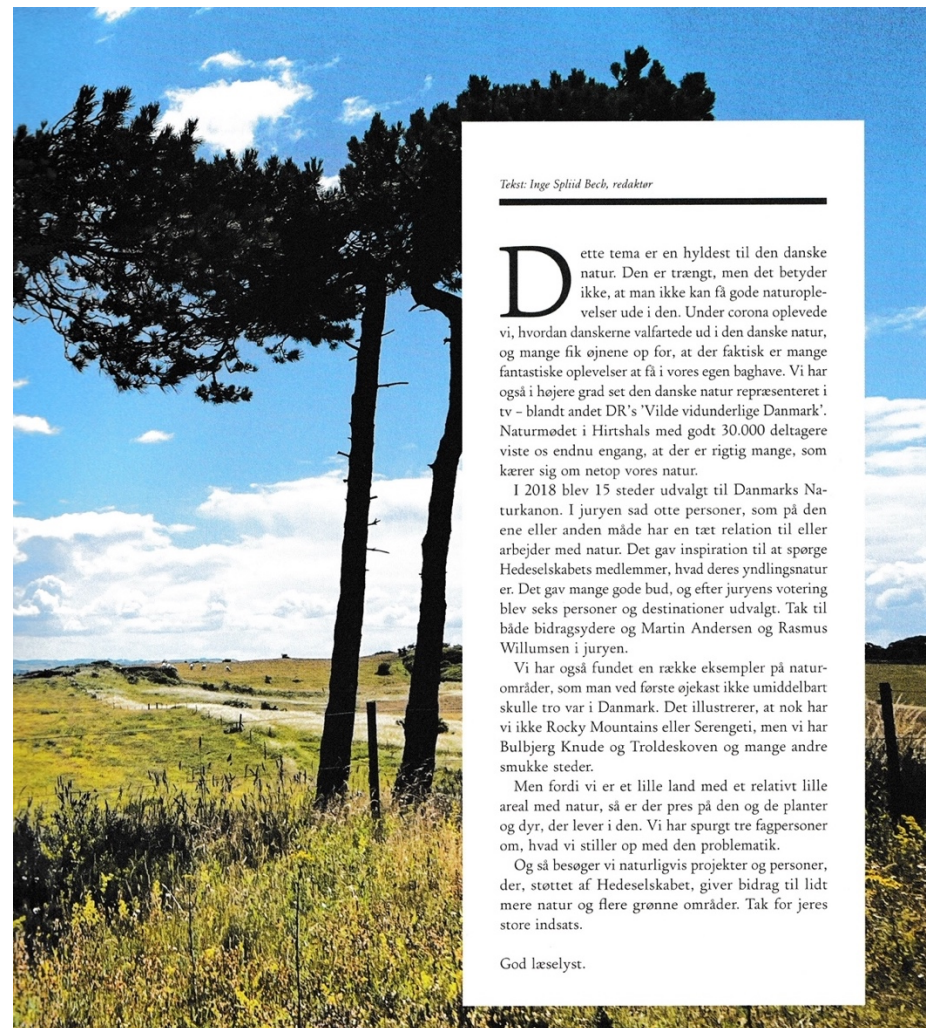 Tekst: Inge Spliid Bech, redaktør
Dette tema er en hyldest til den danske
natur. Den er trængt, men det betyder
ikke, at man ikke kan få gode naturople-
velser ude i den. Under corona oplevede
vi, hvordan danskerne valfartede ud i den danske natur,
og mange fik øjnene op for, at der faktisk er mange
fantastiske oplevelser at få i vores egen baghave. Vi har
også i højere grad set den danske natur repræsenteret i
tv – blandt andet DR's 'Vilde vidunderlige Danmark'.
Naturmødet i Hirtshals med godt 30.000 deltagere
viste os endnu engang, at der er rigtig mange, som
kærer sig om netop vores natur.
I 2018 blev 15 steder udvalgt til Danmarks Na-
turkanon. I juryen sad otte personer, som på den
ene eller anden måde har en tæt relation til eller
arbejder med natur. Det gav inspiration til at spørge
Hedeselskabets medlemmer, hvad deres yndlingsnatur
er. Det gav mange gode bud, og efter juryens votering
blev seks personer og destinationer udvalgt. Tak til
både bidragsydere og Martin Andersen og Rasmus
Willumsen i juryen.
Vi har også fundet en række eksempler på natur-
områder, som man ved første øjekast ikke umiddelbart
skulle tro var i Danmark. Det illustrerer, at nok har
vi ikke Rocky Mountains eller Serengeti, men vi har
Bulbjerg Knude og Troldeskoven og mange andre
smukke steder.
Men fordi vi er et lille land med et relativt lille
areal med natur, så er der pres på den og de planter
og dyr, der lever i den. Vi har spurgt tre fagpersoner
om, hvad vi stiller op med den problematik.
Og så besøger vi naturligvis projekter og personer,
der, støttet af Hedeselskabet, giver bidrag til lidt
mere natur og flere grønne områder. Tak for jeres
store indsats.
God læselyst.